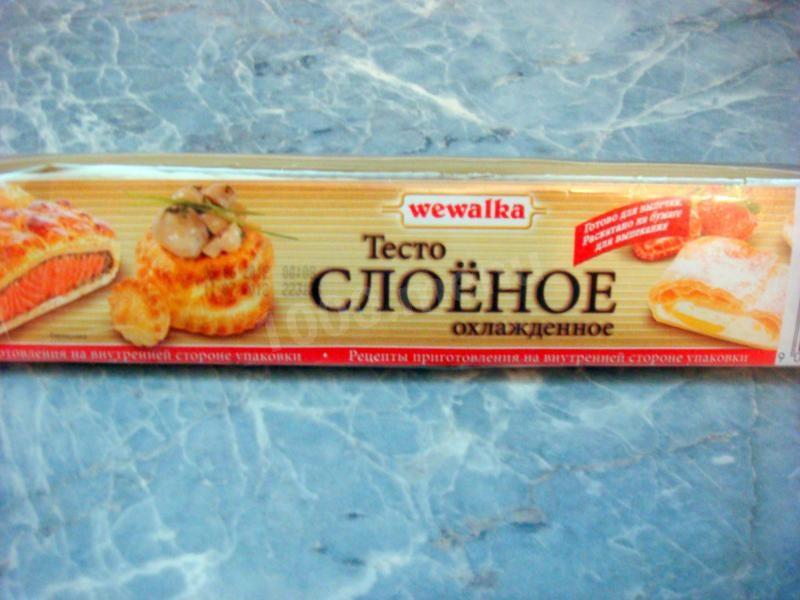 wewalka
Готово для выпечки.
Раскатано на бумаге
для выпекания
Тесто
СЛОЁНОЕ
охлажденное
отовления на внутренней стороне упаковки • Рецепты приготовления на внутренней стороне упаковки